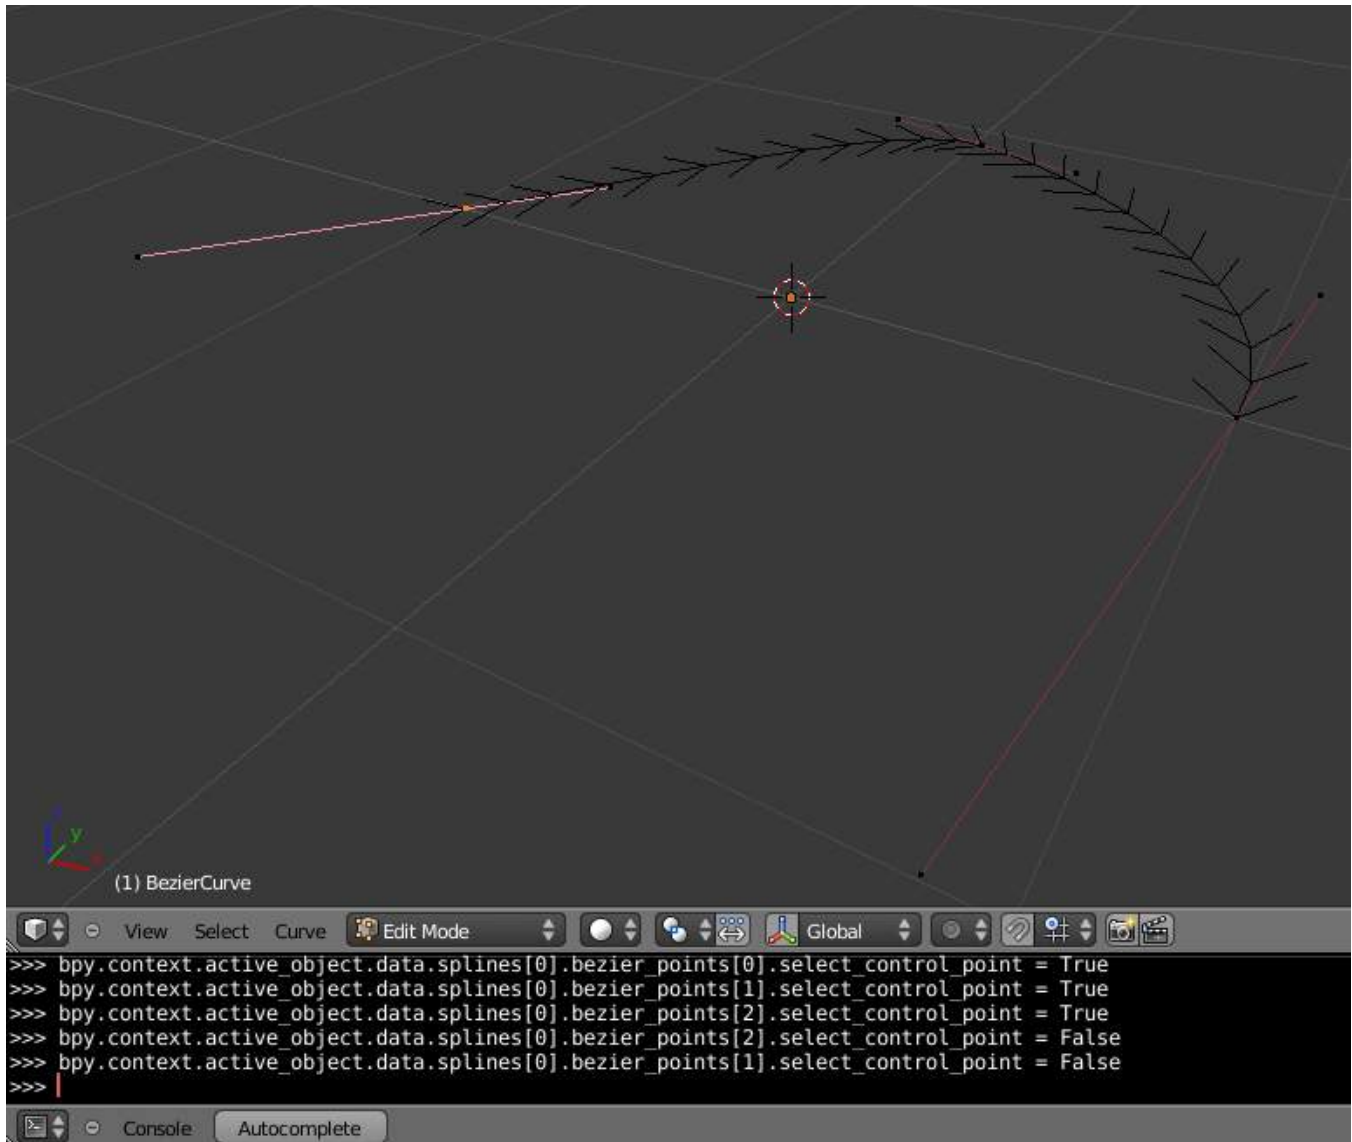 z
y
x
(1) BezierCurve
View Select Curve Edit Mode Global
>>> bpy.context.active_object.data.splines[0].bezier_points[0].select_control_point = True
>>> bpy.context.active_object.data.splines[0].bezier_points[1].select_control_point = True
>>> bpy.context.active_object.data.splines[0].bezier_points[2].select_control_point = True
>>> bpy.context.active_object.data.splines[0].bezier_points[2].select_control_point = False
>>> bpy.context.active_object.data.splines[0].bezier_points[1].select_control_point = False
>>>
Console Autocomplete